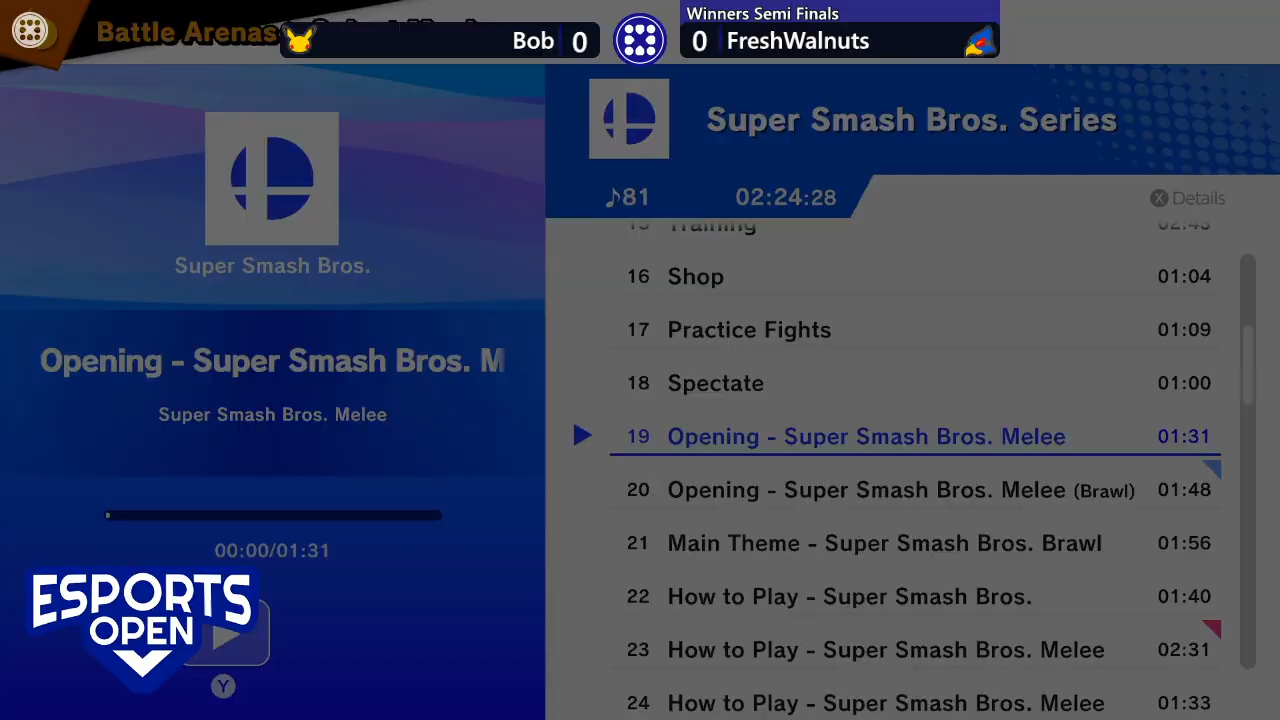 Winners Semi Finals
Battle Arenas
Bob 0
0 FreshWalnuts
Super Smash Bros.
Opening - Super Smash Bros. M
Super Smash Bros. Melee
00:00/01:31
ESPORTS
OPEN
Y
Super Smash Bros. Series
♪81 02:24:28
X Details
15 Training 02:43
16 Shop 01:04
17 Practice Fights 01:09
18 Spectate 01:00
19 Opening - Super Smash Bros. Melee 01:31
20 Opening - Super Smash Bros. Melee (Brawl) 01:48
21 Main Theme - Super Smash Bros. Brawl 01:56
22 How to Play - Super Smash Bros. 01:40
23 How to Play - Super Smash Bros. Melee 02:31
24 How to Play - Super Smash Bros. Melee 01:33